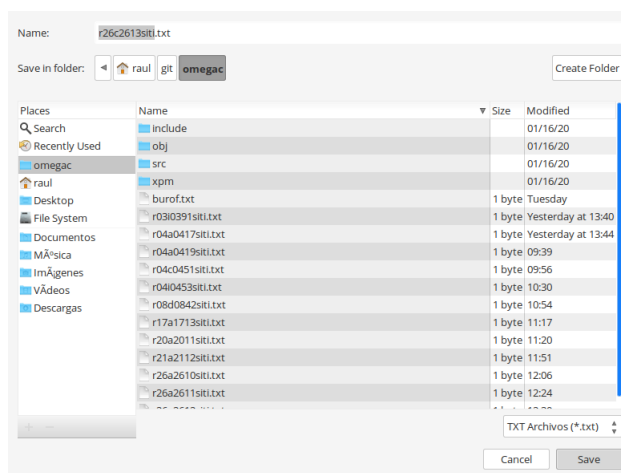 Name: r26c2613siti.txt
Save in folder: raul git omegac Create Folder
Places Name Size Modified
Search include 01/16/20
Recently Used obj 01/16/20
omegac src 01/16/20
raul xpm 01/16/20
Desktop burof.txt 1 byte Tuesday
File System r03i0391siti.txt 1 byte Yesterday at 13:40
Documentos r04a0417siti.txt 1 byte Yesterday at 13:44
MÃºsica r04a0419siti.txt 1 byte 09:39
ImÃ¡genes r04c0451siti.txt 1 byte 09:56
VÃ­deos r04i0453siti.txt 1 byte 10:30
Descargas r08d0842siti.txt 1 byte 10:54
r17a1713siti.txt 1 byte 11:17
r20a2011siti.txt 1 byte 11:20
r21a2112siti.txt 1 byte 11:51
r26a2610siti.txt 1 byte 12:06
r26a2611siti.txt 1 byte 12:24
TXT Archivos (*.txt)
Cancel Save